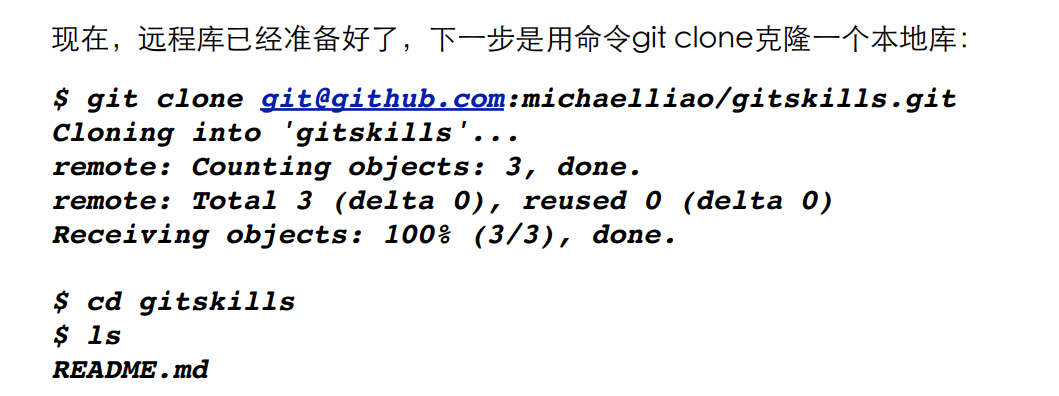 现在，远程库已经准备好了，下一步是用命令git clone克隆一个本地库：
$ git clone git@github.com:michaelliao/gitskills.git
Cloning into 'gitskills'...
remote: Counting objects: 3, done.
remote: Total 3 (delta 0), reused 0 (delta 0)
Receiving objects: 100% (3/3), done.
$ cd gitskills
$ ls
README.md